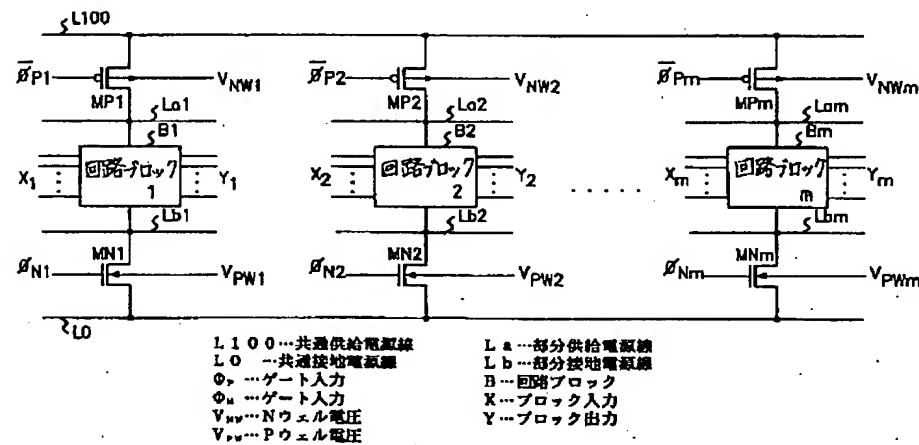 L100
φ̅P1 MP1 VNW1 φ̅P2 MP2 VNW2 φ̅Pm MPm VNWm
La1 La2 Lam
B1 B2 Bm
X1 回路ブロック 1 Y1 X2 回路ブロック 2 Y2 ..... Xm 回路ブロック m Ym
Lb1 Lb2 Lbm
φN1 MN1 VPW1 φN2 MN2 VPW2 φNm MNm VPWm
L0
L100…共通供給電源線
L0 …共通接地電源線
ΦP…ゲート入力
ΦN…ゲート入力
VNW…Nウェル電圧
VPW…Pウェル電圧
La…部分供給電源線
Lb…部分接地電源線
B…回路ブロック
X…ブロック入力
Y…ブロック出力